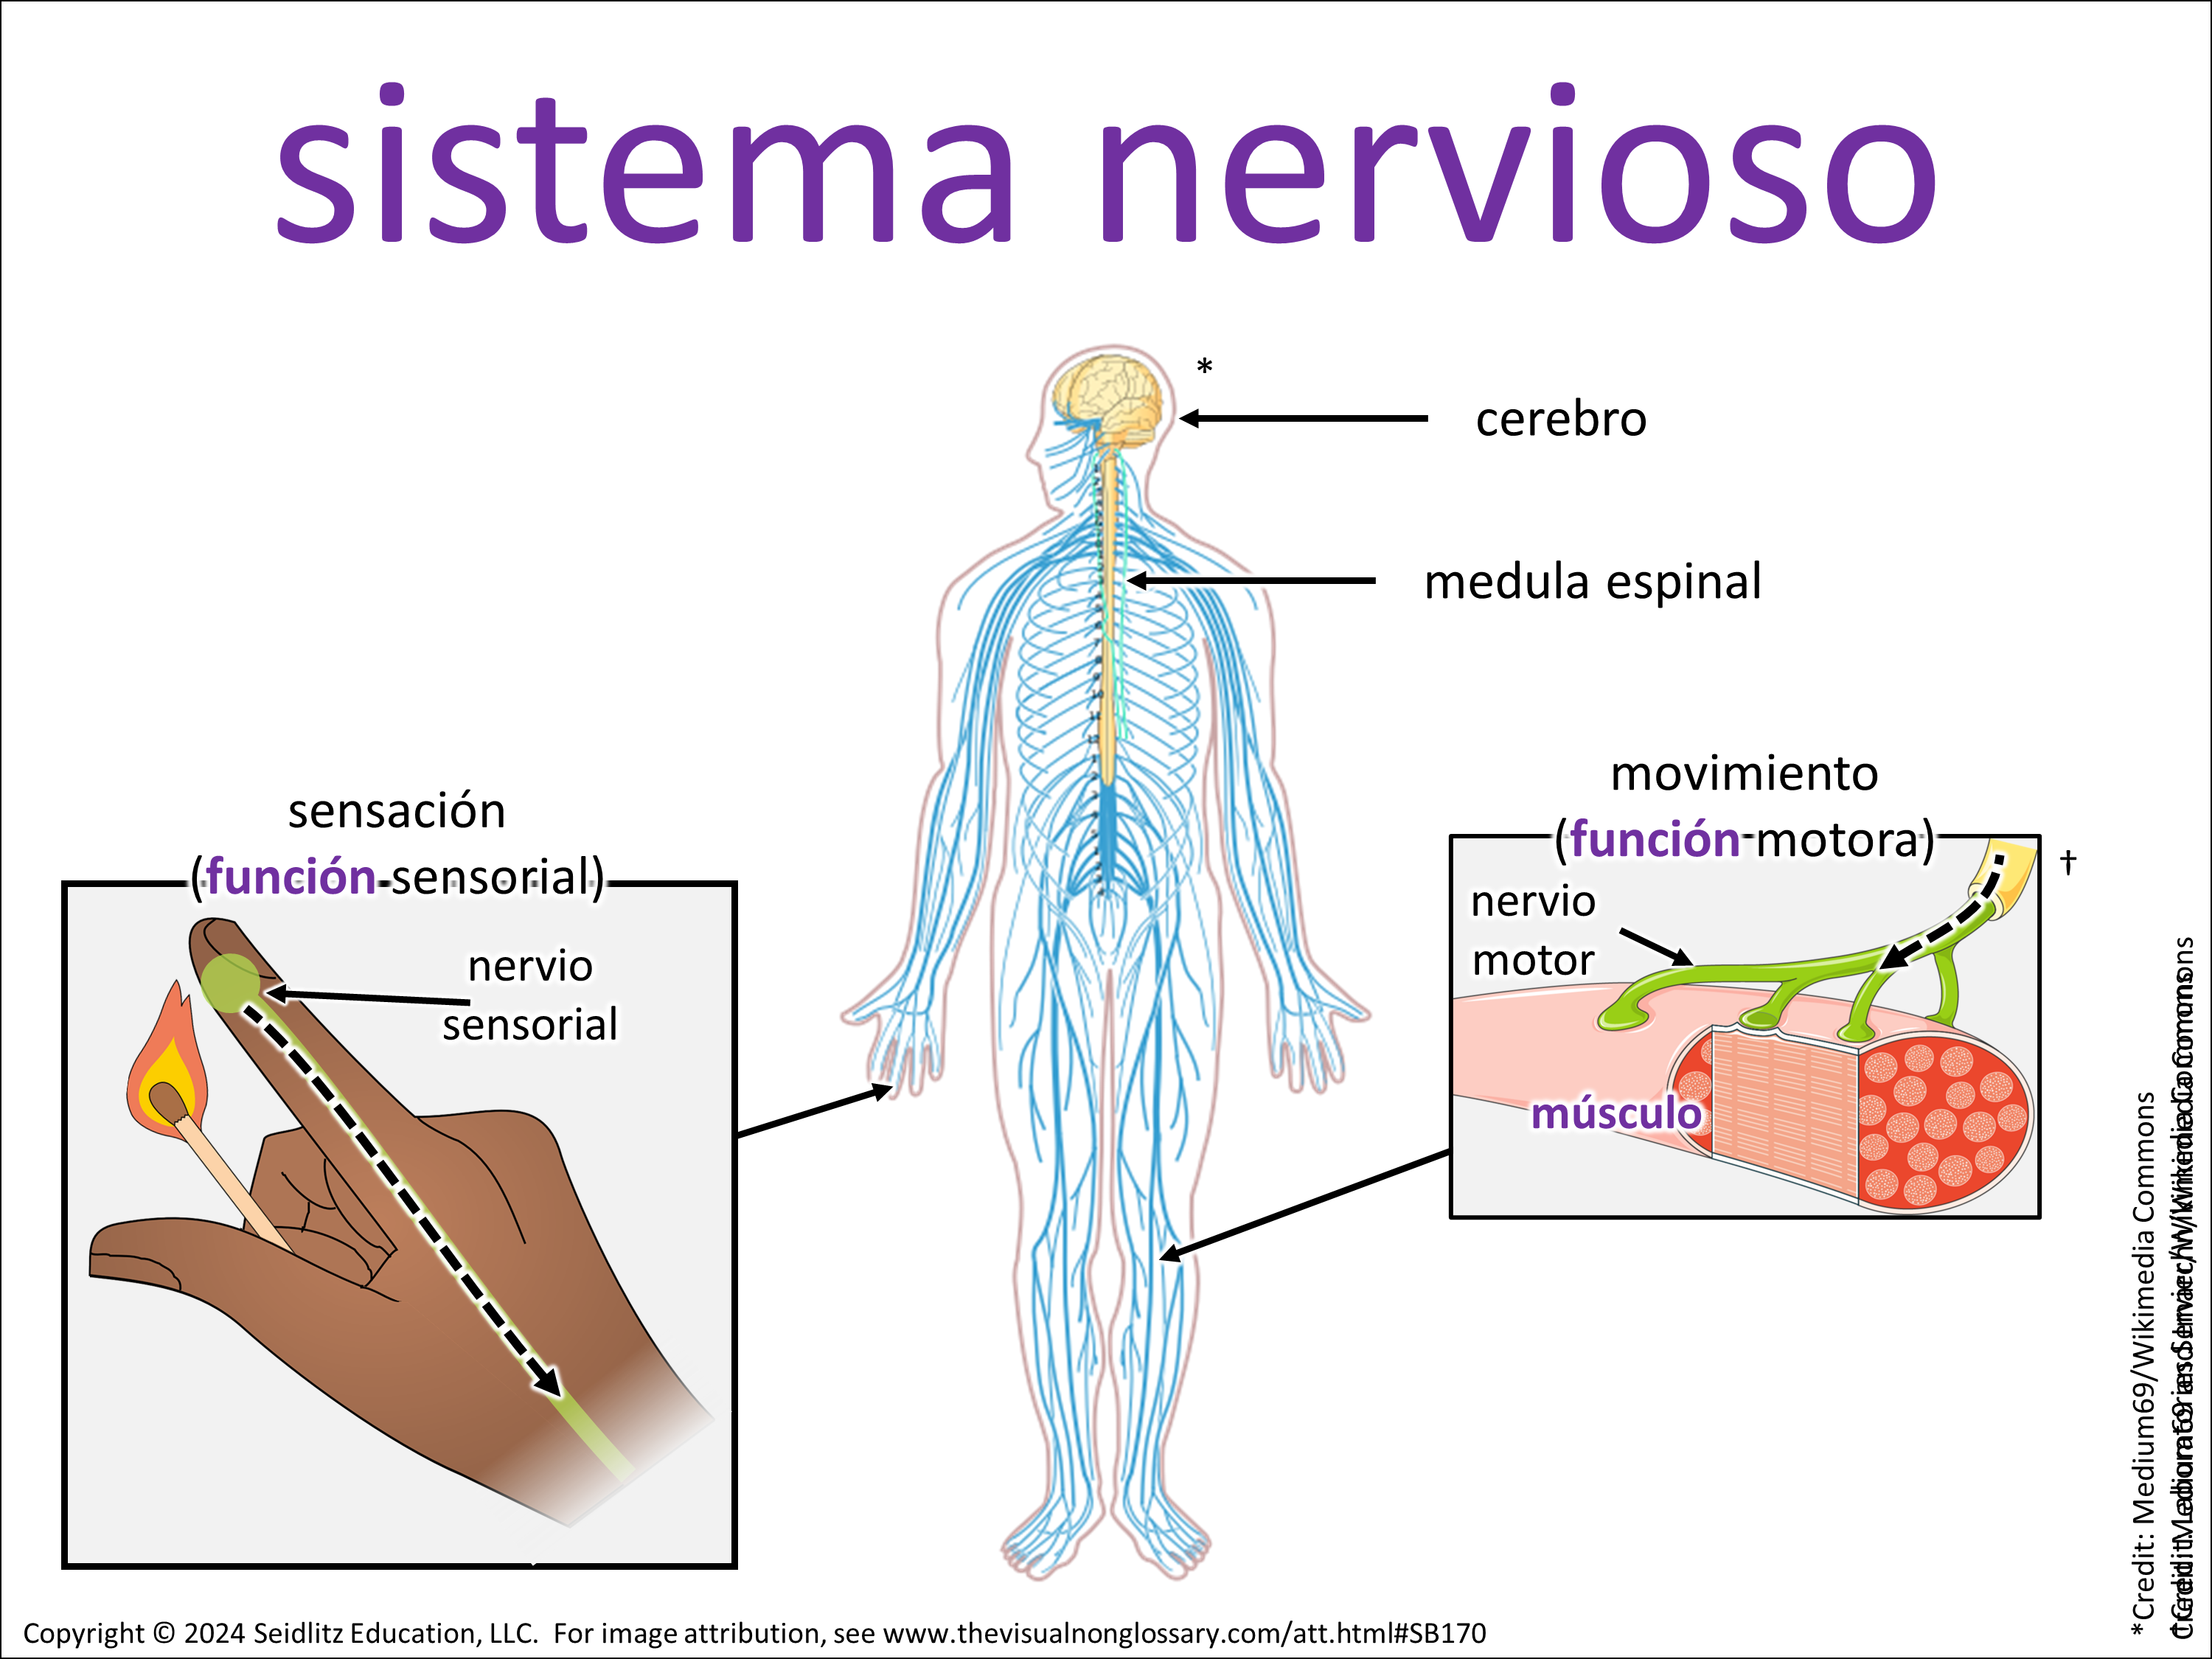 sistema nervioso
*
cerebro
medula espinal
movimiento
(función motora)
†
nervio
motor
músculo
sensación
(función sensorial)
nervio
sensorial
*Credit: Medium69/Wikimedia Commons
Copyright © 2024 Seidlitz Education, LLC. For image attribution, see www.thevisualnonglossary.com/att.html#SB170